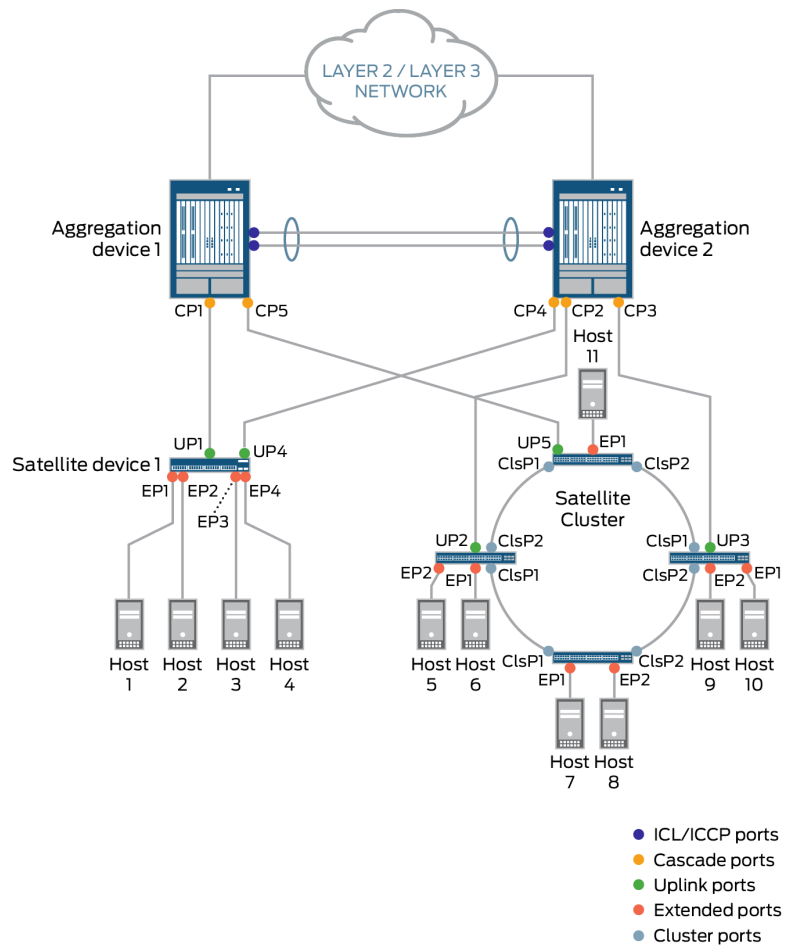 LAYER 2 / LAYER 3
NETWORK
Aggregation
device 1
Aggregation
device 2
CP1
CP5
CP4
CP2
CP3
Host
11
UP1
UP4
UP5
EP1
Satellite device 1
ClsP1
ClsP2
EP1
EP2
EP4
EP3
Satellite
Cluster
UP2
ClsP2
ClsP1
UP3
EP2
EP1
ClsP1
ClsP2
EP2
EP1
Host
1
Host
2
Host
3
Host
4
Host
5
Host
6
ClsP1
ClsP2
Host
9
Host
10
EP1
EP2
Host
7
Host
8
ICL/ICCP ports
Cascade ports
Uplink ports
Extended ports
Cluster ports